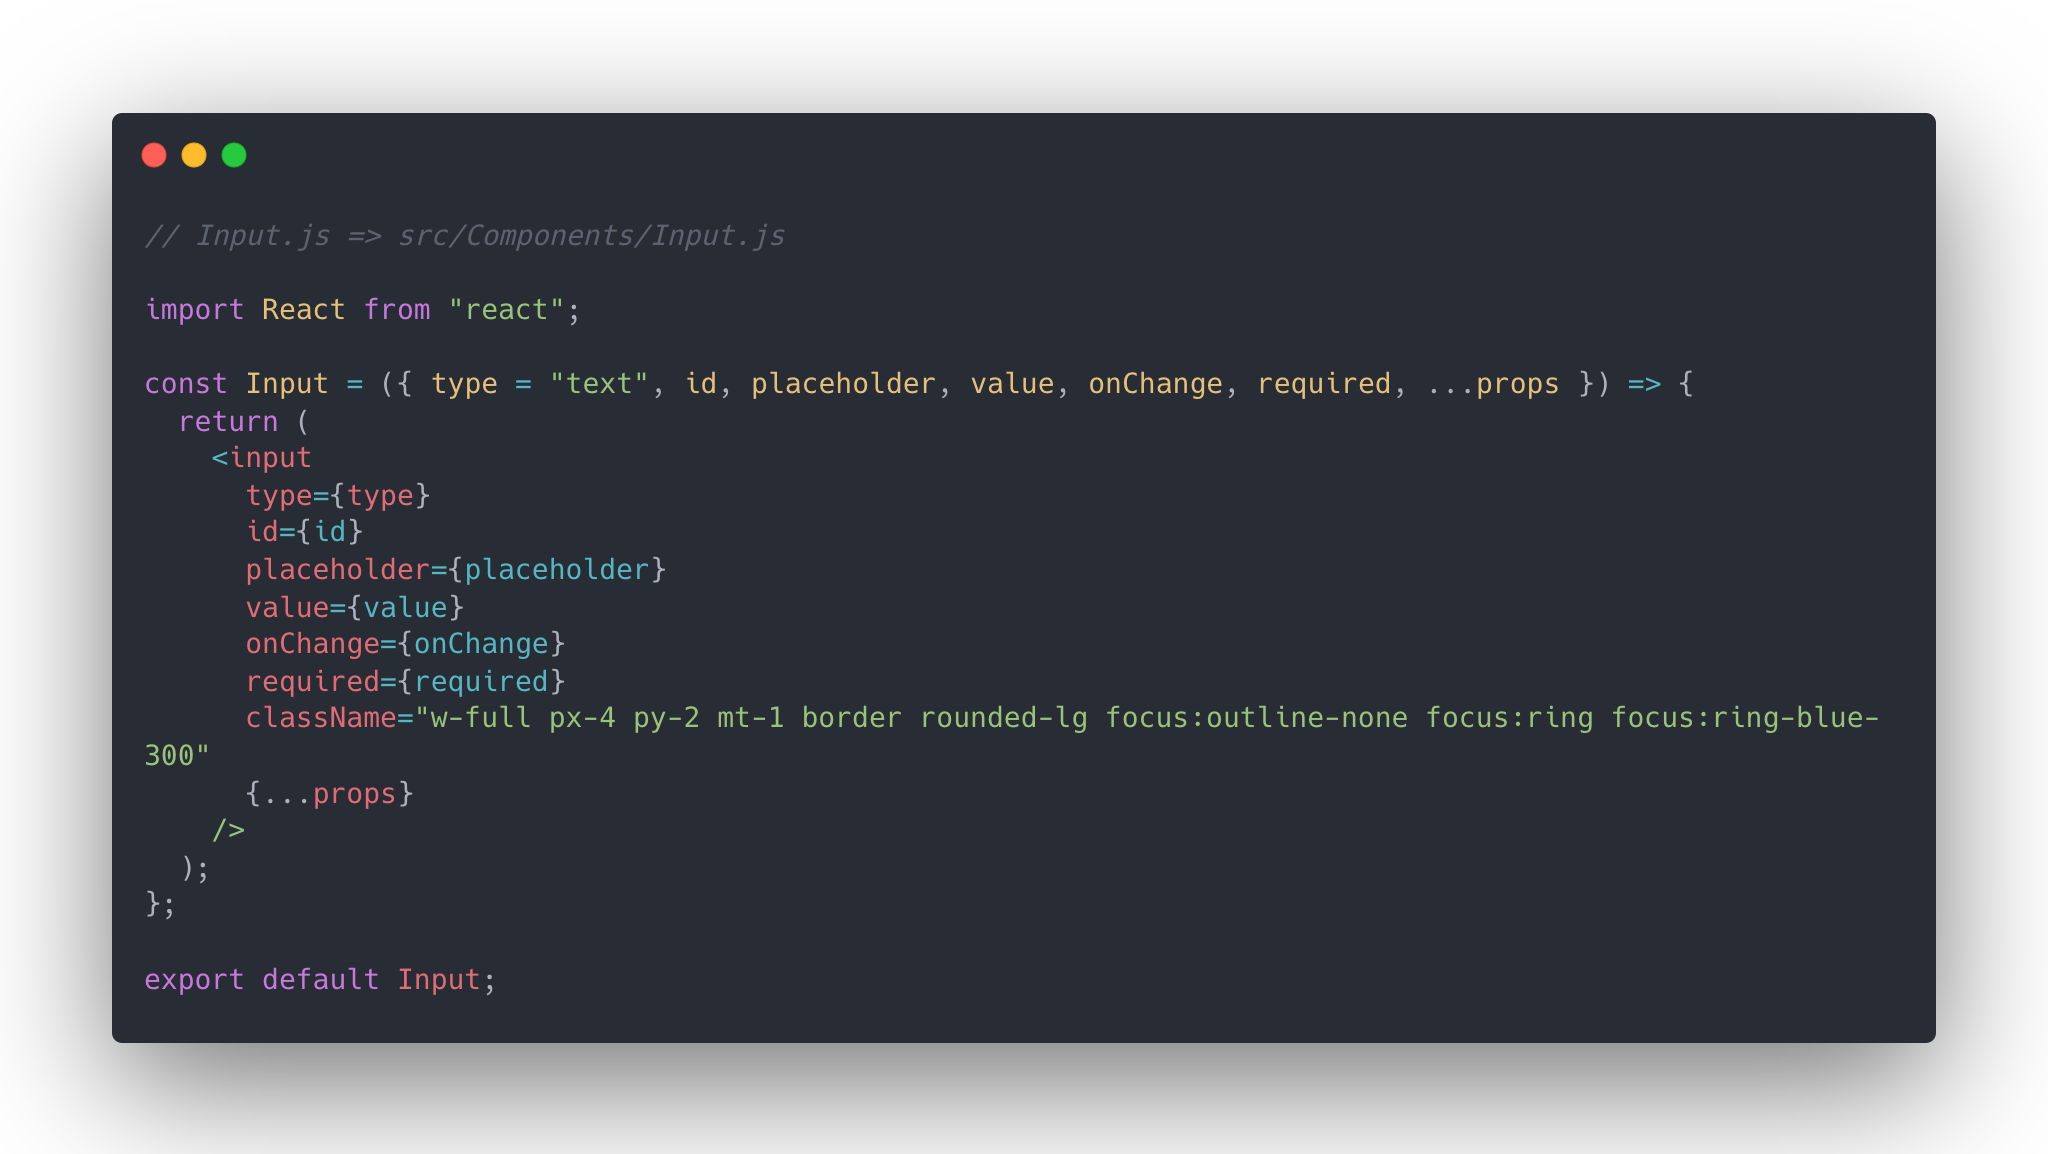 // Input.js => src/Components/Input.js

import React from "react";

const Input = ({ type = "text", id, placeholder, value, onChange, required, ...props }) => {
  return (
    <input
      type={type}
      id={id}
      placeholder={placeholder}
      value={value}
      onChange={onChange}
      required={required}
      className="w-full px-4 py-2 mt-1 border rounded-lg focus:outline-none focus:ring focus:ring-blue-
300"
      {...props}
    />
  );
};

export default Input;